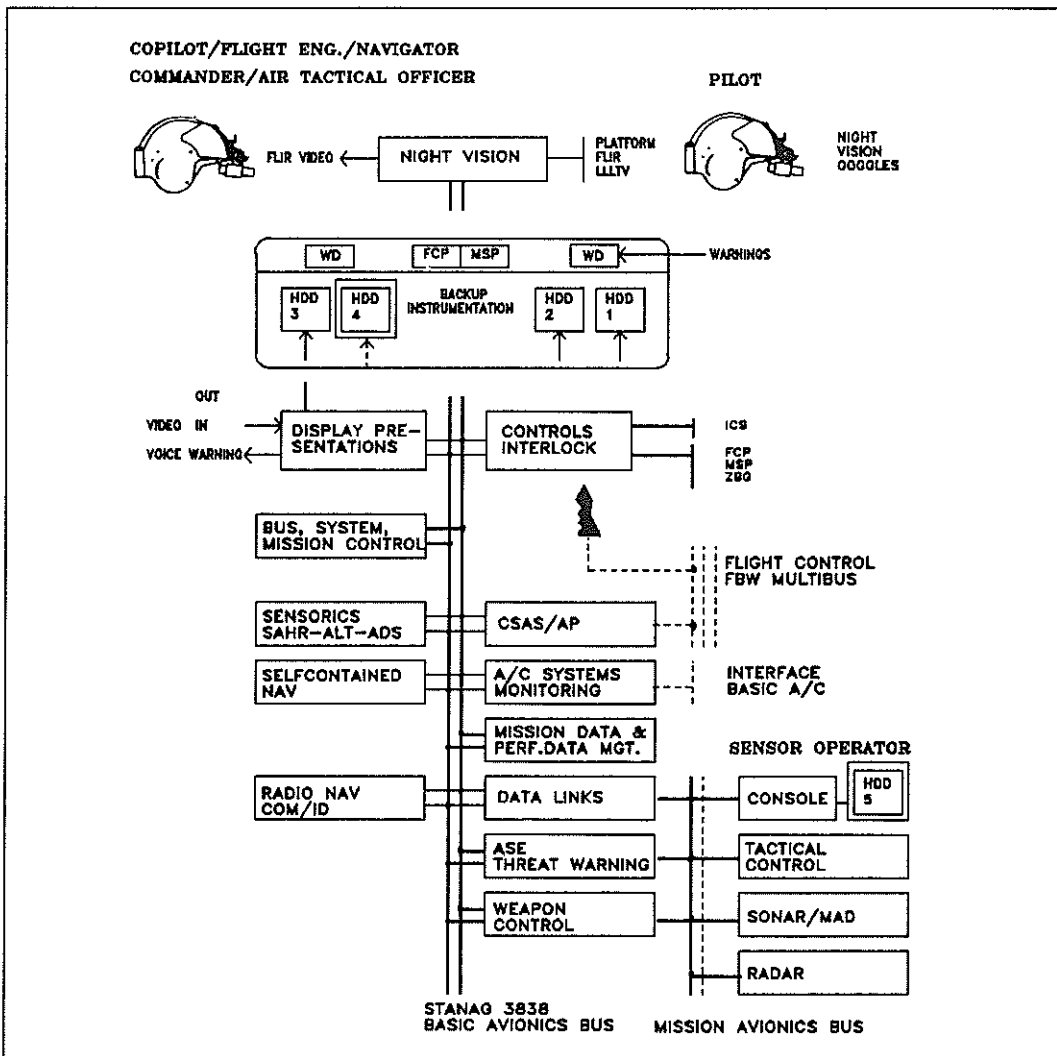 COPILOT/FLIGHT ENG./NAVIGATOR
COMMANDER/AIR TACTICAL OFFICER
PILOT
FLIR VIDEO
NIGHT VISION
PLATFORM
FLIR
LLLTV
NIGHT
VISION
GOGGLES
WD
FCP
MSP
WD
WARNINGS
HDD
3
HDD
4
BACKUP
INSTRUMENTATION
HDD
2
HDD
1
OUT
VIDEO IN
VOICE WARNING
DISPLAY PRE-
SENTATIONS
CONTROLS
INTERLOCK
ICS
FCP
MSP
BUS, SYSTEM,
MISSION CONTROL
FLIGHT CONTROL
FBW MULTIBUS
SENSORICS
SAHR-ALT-ADS
CSAS/AP
SELFCONTAINED
NAV
A/C SYSTEMS
MONITORING
INTERFACE
BASIC A/C
MISSION DATA &
PERF.DATA MGT.
SENSOR OPERATOR
RADIO NAV
COM/ID
DATA LINKS
CONSOLE
HDD
5
ASE
THREAT WARNING
TACTICAL
CONTROL
WEAPON
CONTROL
SONAR/MAD
RADAR
STANAG 3838
BASIC AVIONICS BUS
MISSION AVIONICS BUS